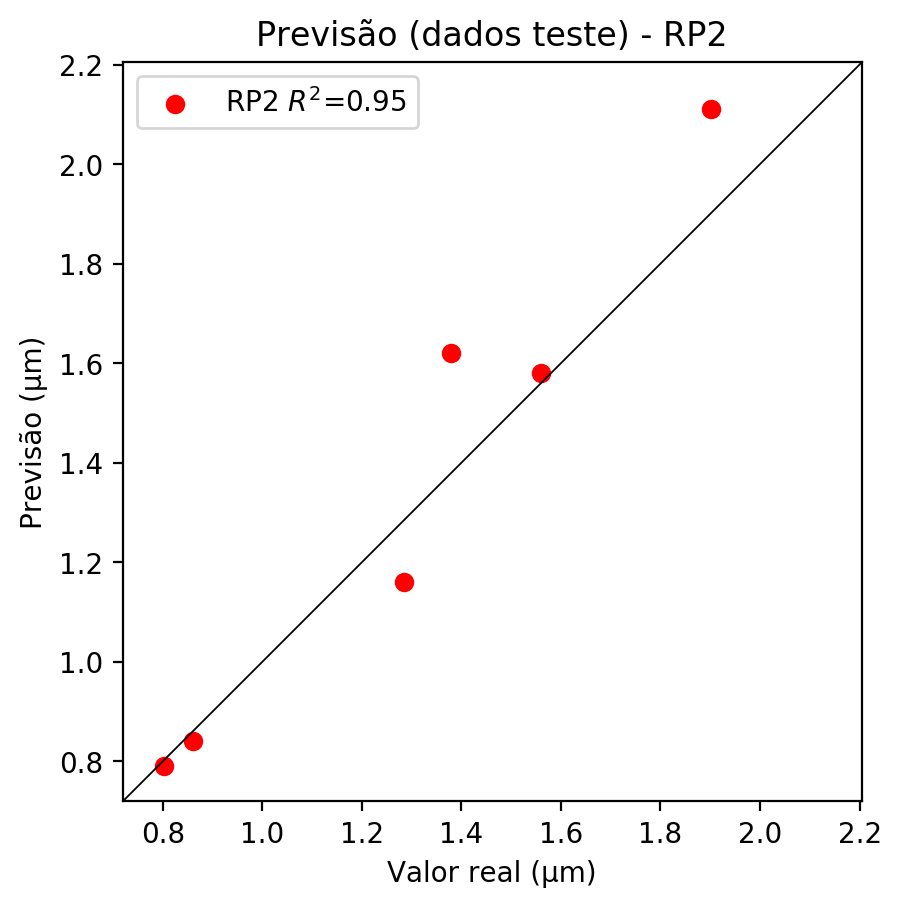 Previsão (dados teste) - RP2
RP2 R²=0.95
Previsão (μm)
2.2
2.0
1.8
1.6
1.4
1.2
1.0
0.8
0.8 1.0 1.2 1.4 1.6 1.8 2.0 2.2
Valor real (μm)